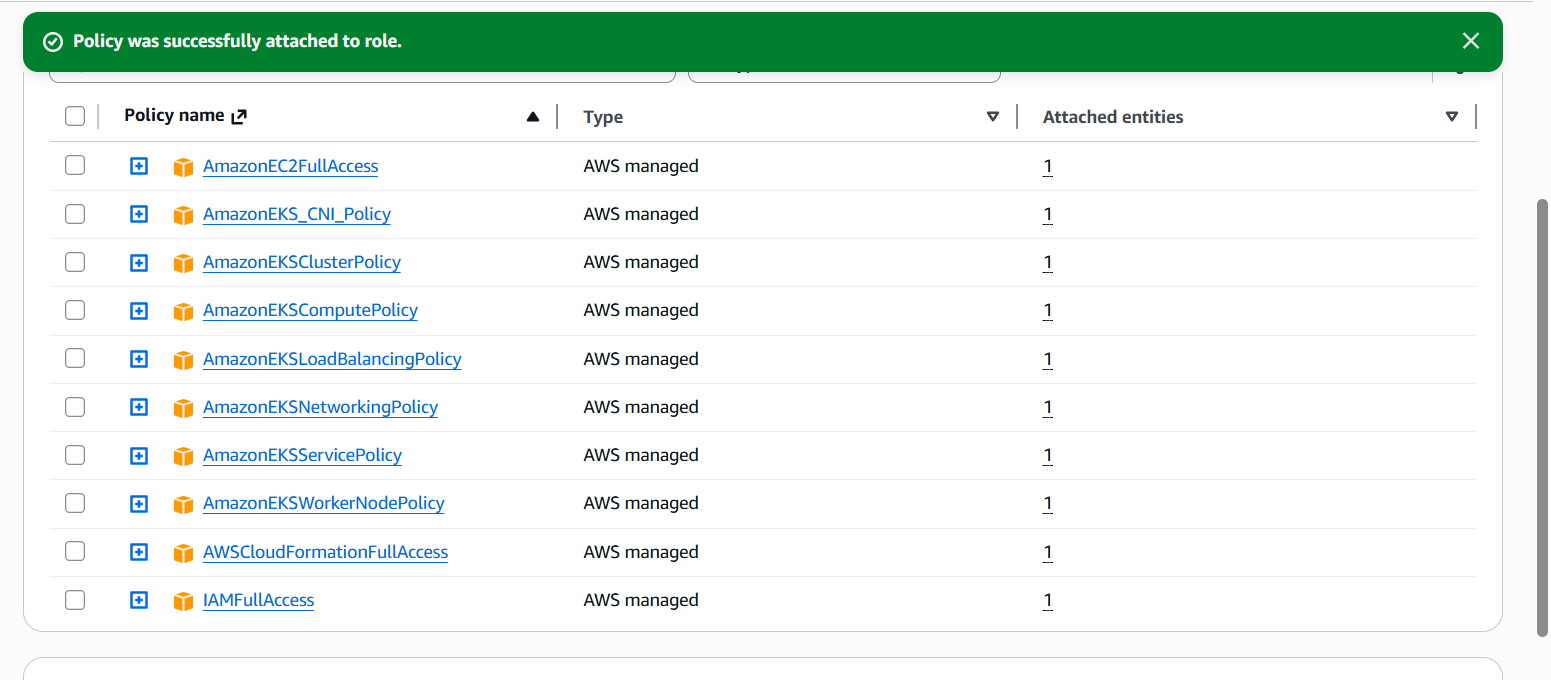 Policy was successfully attached to role.
Policy name Type Attached entities
AmazonEC2FullAccess AWS managed 1
AmazonEKS_CNI_Policy AWS managed 1
AmazonEKSClusterPolicy AWS managed 1
AmazonEKSComputePolicy AWS managed 1
AmazonEKSLoadBalancingPolicy AWS managed 1
AmazonEKSNetworkingPolicy AWS managed 1
AmazonEKSServicePolicy AWS managed 1
AmazonEKSWorkerNodePolicy AWS managed 1
AWSCloudFormationFullAccess AWS managed 1
IAMFullAccess AWS managed 1